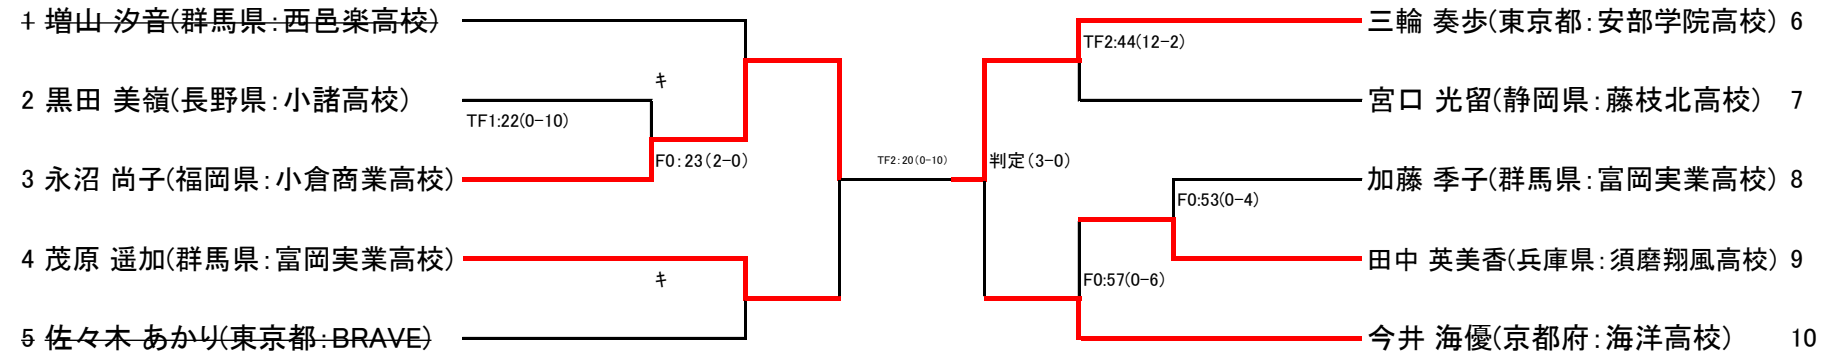 1 増山 汐音(群馬県:西邑楽高校)
キ
2 黒田 美嶺(長野県:小諸高校)
TF1:22(0-10)
F0:23(2-0)
3 永沼 尚子(福岡県:小倉商業高校)
4 茂原 遥加(群馬県:富岡実業高校)
キ
5 佐々木 あかり(東京都:BRAVE)
TF2:20(0-10)
判定(3-0)
三輪 奏歩(東京都:安部学院高校) 6
TF2:44(12-2)
宮口 光留(静岡県:藤枝北高校) 7
加藤 季子(群馬県:富岡実業高校) 8
F0:53(0-4)
田中 英美香(兵庫県:須磨翔風高校) 9
F0:57(0-6)
今井 海優(京都府:海洋高校) 10